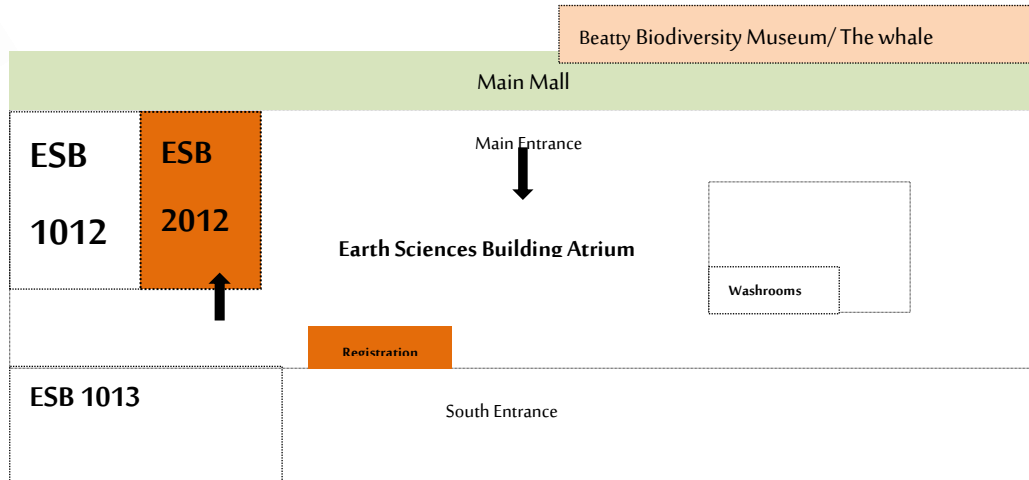 Beatty Biodiversity Museum/ The whale
Main Mall
ESB
1012
ESB
2012
Main Entrance
Earth Sciences Building Atrium
Washrooms
Registration
ESB 1013
South Entrance